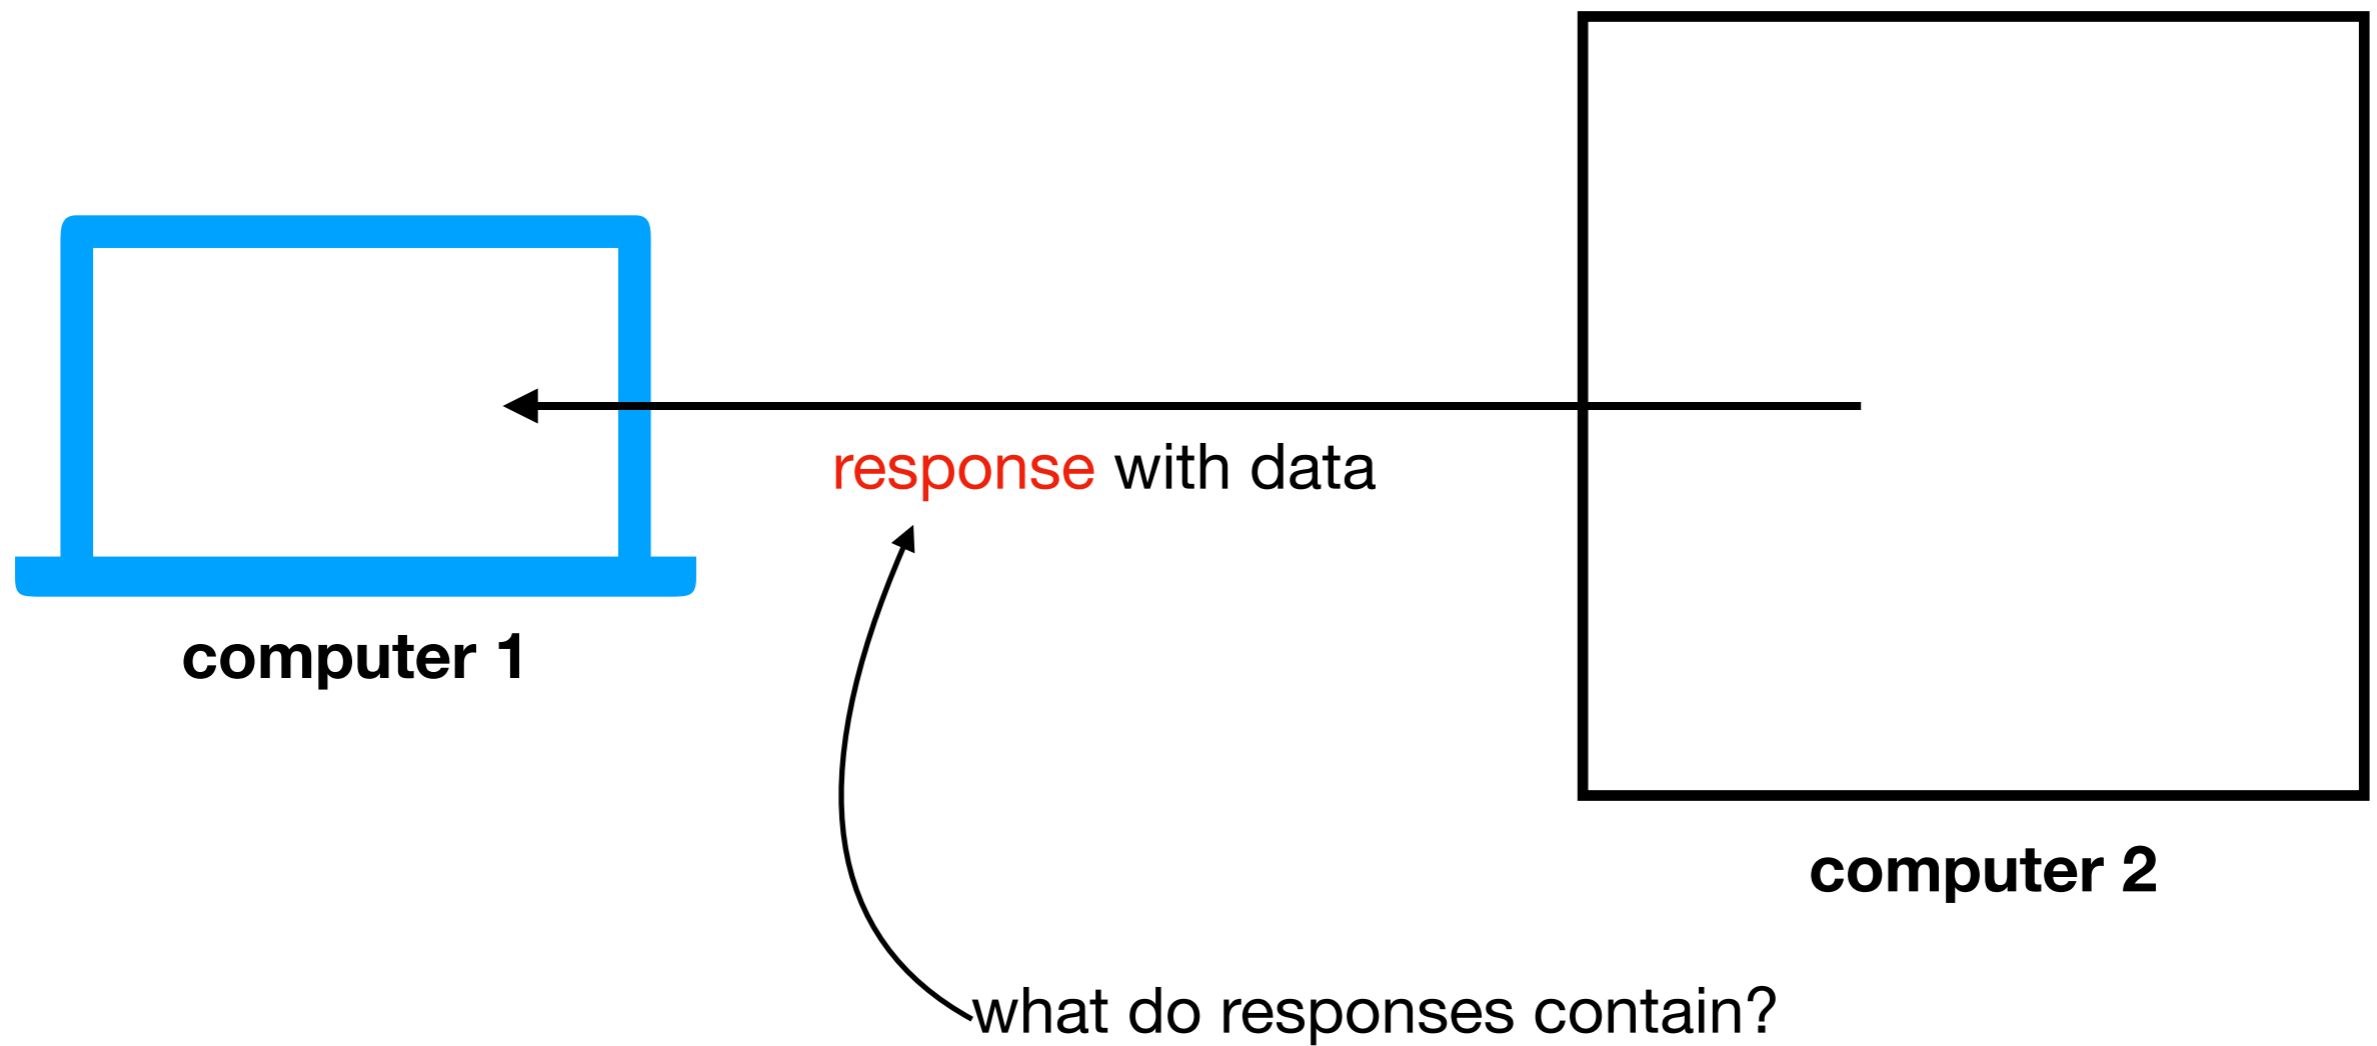 response with data
computer 1
computer 2
what do responses contain?